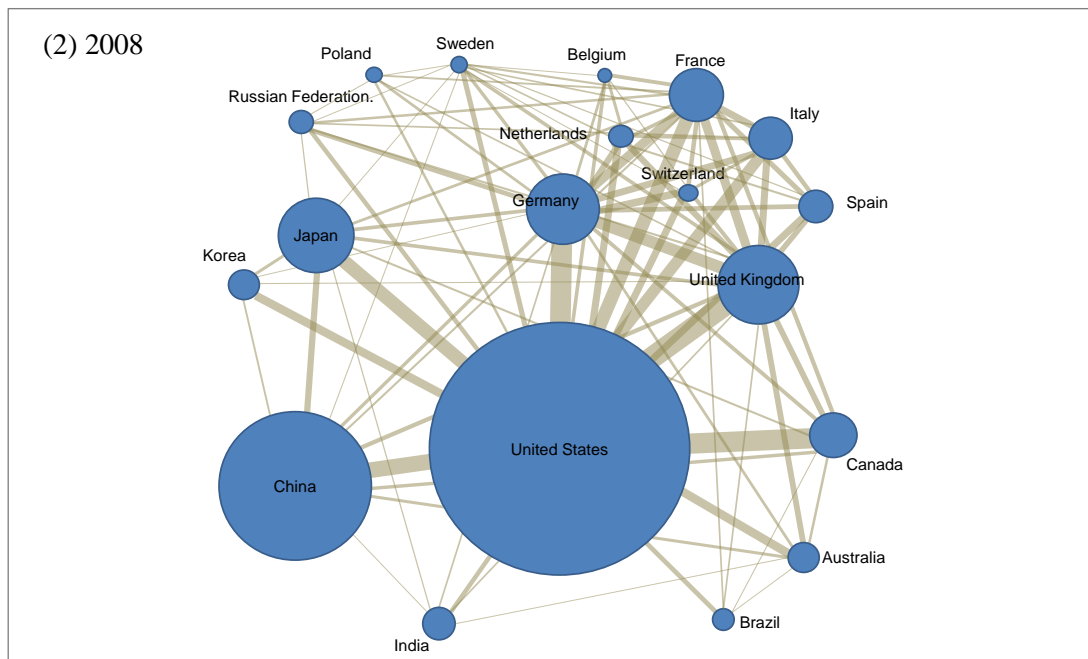 (2) 2008
Sweden
Poland
Belgium
France
Russian Federation.
Italy
Netherlands
Switzerland
Germany
Spain
Japan
Korea
United Kingdom
United States
Canada
China
Australia
Brazil
India